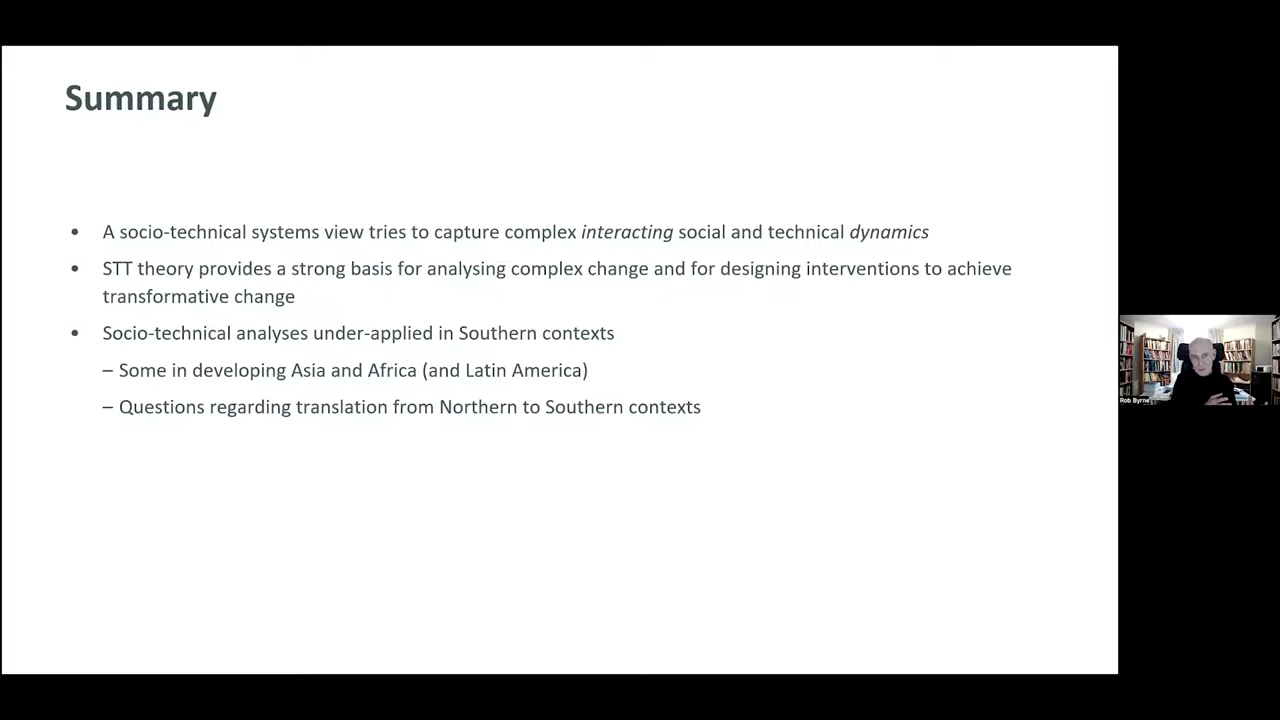 Summary
• A socio-technical systems view tries to capture complex interacting social and technical dynamics
• STT theory provides a strong basis for analysing complex change and for designing interventions to achieve
transformative change
• Socio-technical analyses under-applied in Southern contexts
– Some in developing Asia and Africa (and Latin America)
– Questions regarding translation from Northern to Southern contexts
Rob Byrne